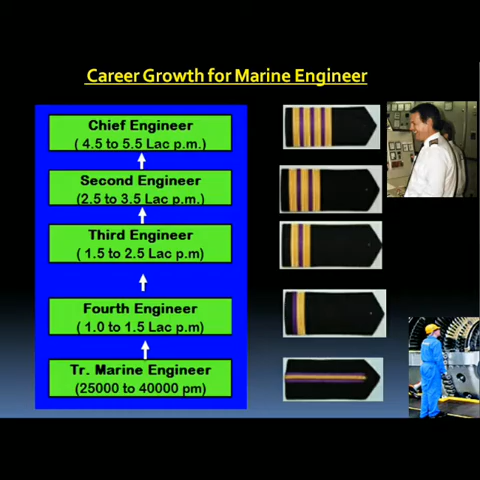 Career Growth for Marine Engineer
Chief Engineer
( 4.5 to 5.5 Lac p.m.)
Second Engineer
(2.5 to 3.5 Lac p.m.)
Third Engineer
( 1.5 to 2.5 Lac p.m)
Fourth Engineer
( 1.0 to 1.5 Lac p.m)
Tr. Marine Engineer
(25000 to 40000 pm)